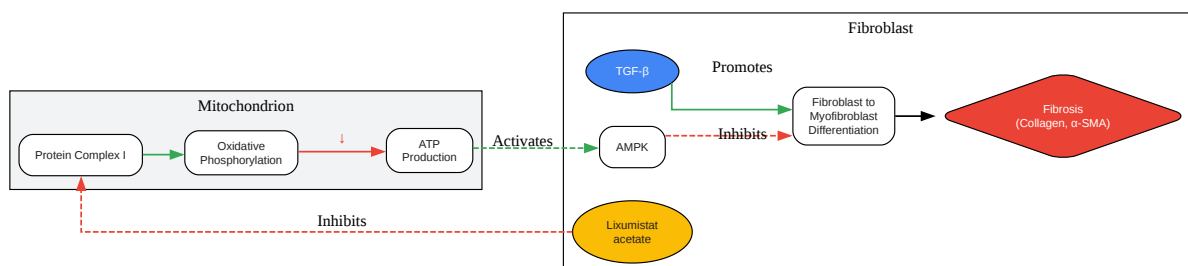 Fibroblast
Mitochondrion
TGF-β
Promotes
Fibroblast to
Myofibroblast
Differentiation
Fibrosis
(Collagen, α-SMA)
Protein Complex I
Oxidative
Phosphorylation
↓
ATP
Production
Activates
AMPK
Inhibits
Inhibits
Lixumistat
acetate